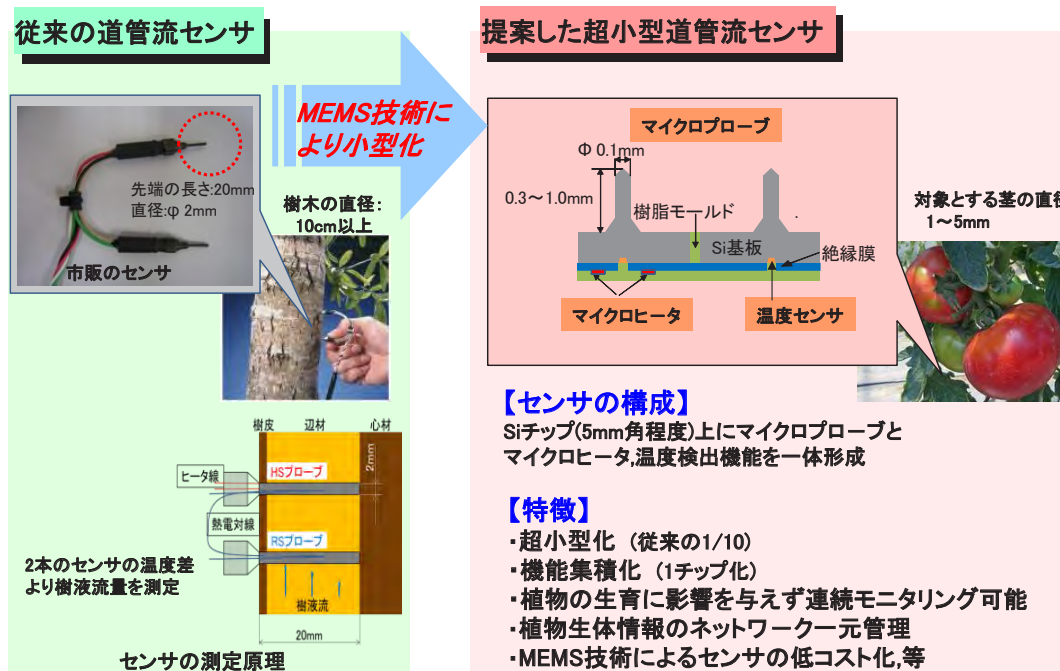 従来の道管流センサ
提案した超小型道管流センサ
MEMS技術に
より小型化
先端の長さ:20mm
直径:φ 2mm
市販のセンサ
樹木の直径:
10cm以上
樹皮
辺材
心材
2mm
ヒータ線
HSプローブ
熱電対線
RSプローブ
樹液流
20mm
2本のセンサの温度差
より樹液流量を測定
センサの測定原理
マイクロプローブ
Φ 0.1mm
0.3～1.0mm
樹脂モールド
Si基板
絶縁膜
マイクロヒータ
温度センサ
対象とする茎の直径
1～5mm
【センサの構成】
Siチップ(5mm角程度)上にマイクロプローブと
マイクロヒータ,温度検出機能を一体形成
【特徴】
・超小型化 (従来の1/10)
・機能集積化 (1チップ化)
・植物の生育に影響を与えず連続モニタリング可能
・植物生体情報のネットワーク一元管理
・MEMS技術によるセンサの低コスト化,等